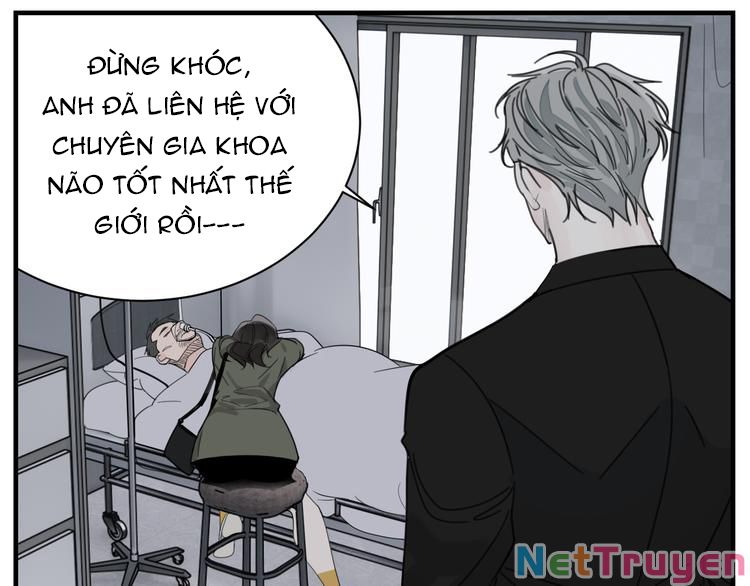 ĐỪNG KHÓC,
ANH ĐÃ LIÊN HỆ VỚI
CHUYÊN GIA KHOA
NÃO TỐT NHẤT THẾ
GIỚI RỒI---
NetTruyen